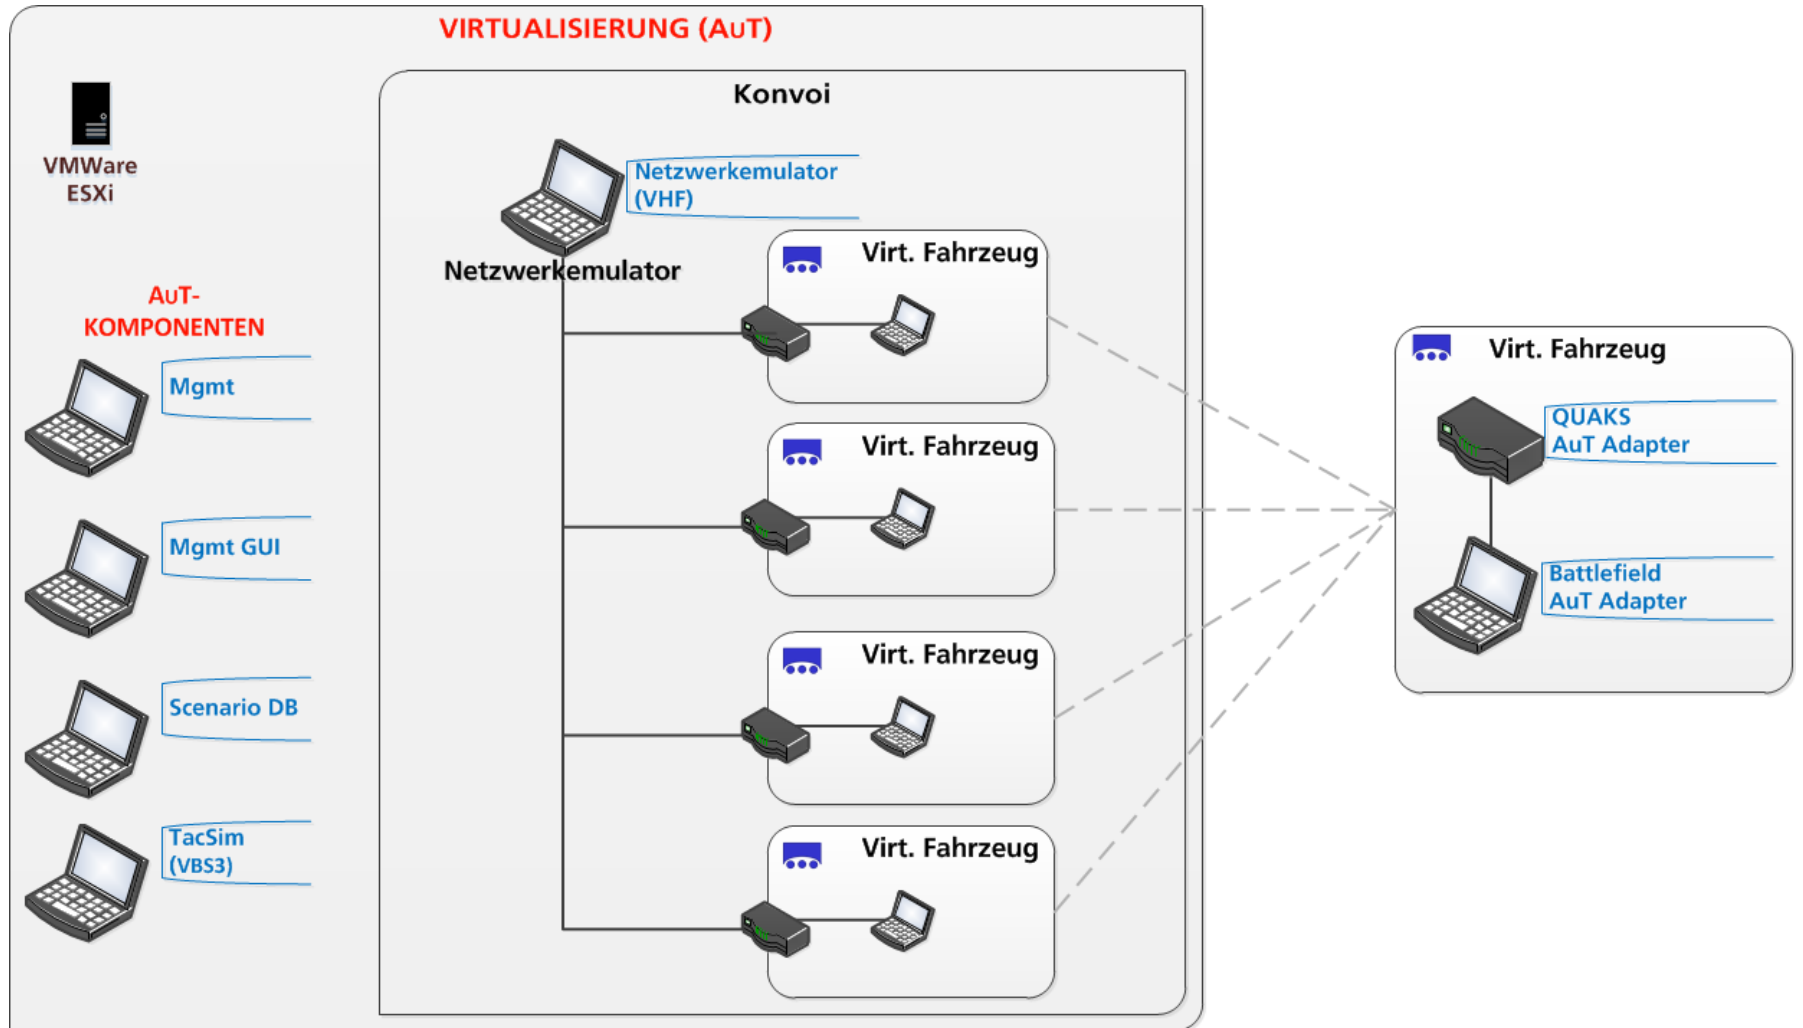 VIRTUALISIERUNG (AUT)
VMWare
ESXi
AUT-
KOMPONENTEN
Mgmt
Mgmt GUI
Scenario DB
TacSim
(VBS3)
Konvoi
Netzwerkemulator
(VHF)
Netzwerkemulator
Virt. Fahrzeug
Virt. Fahrzeug
Virt. Fahrzeug
Virt. Fahrzeug
Virt. Fahrzeug
QUAKS
AuT Adapter
Battlefield
AuT Adapter